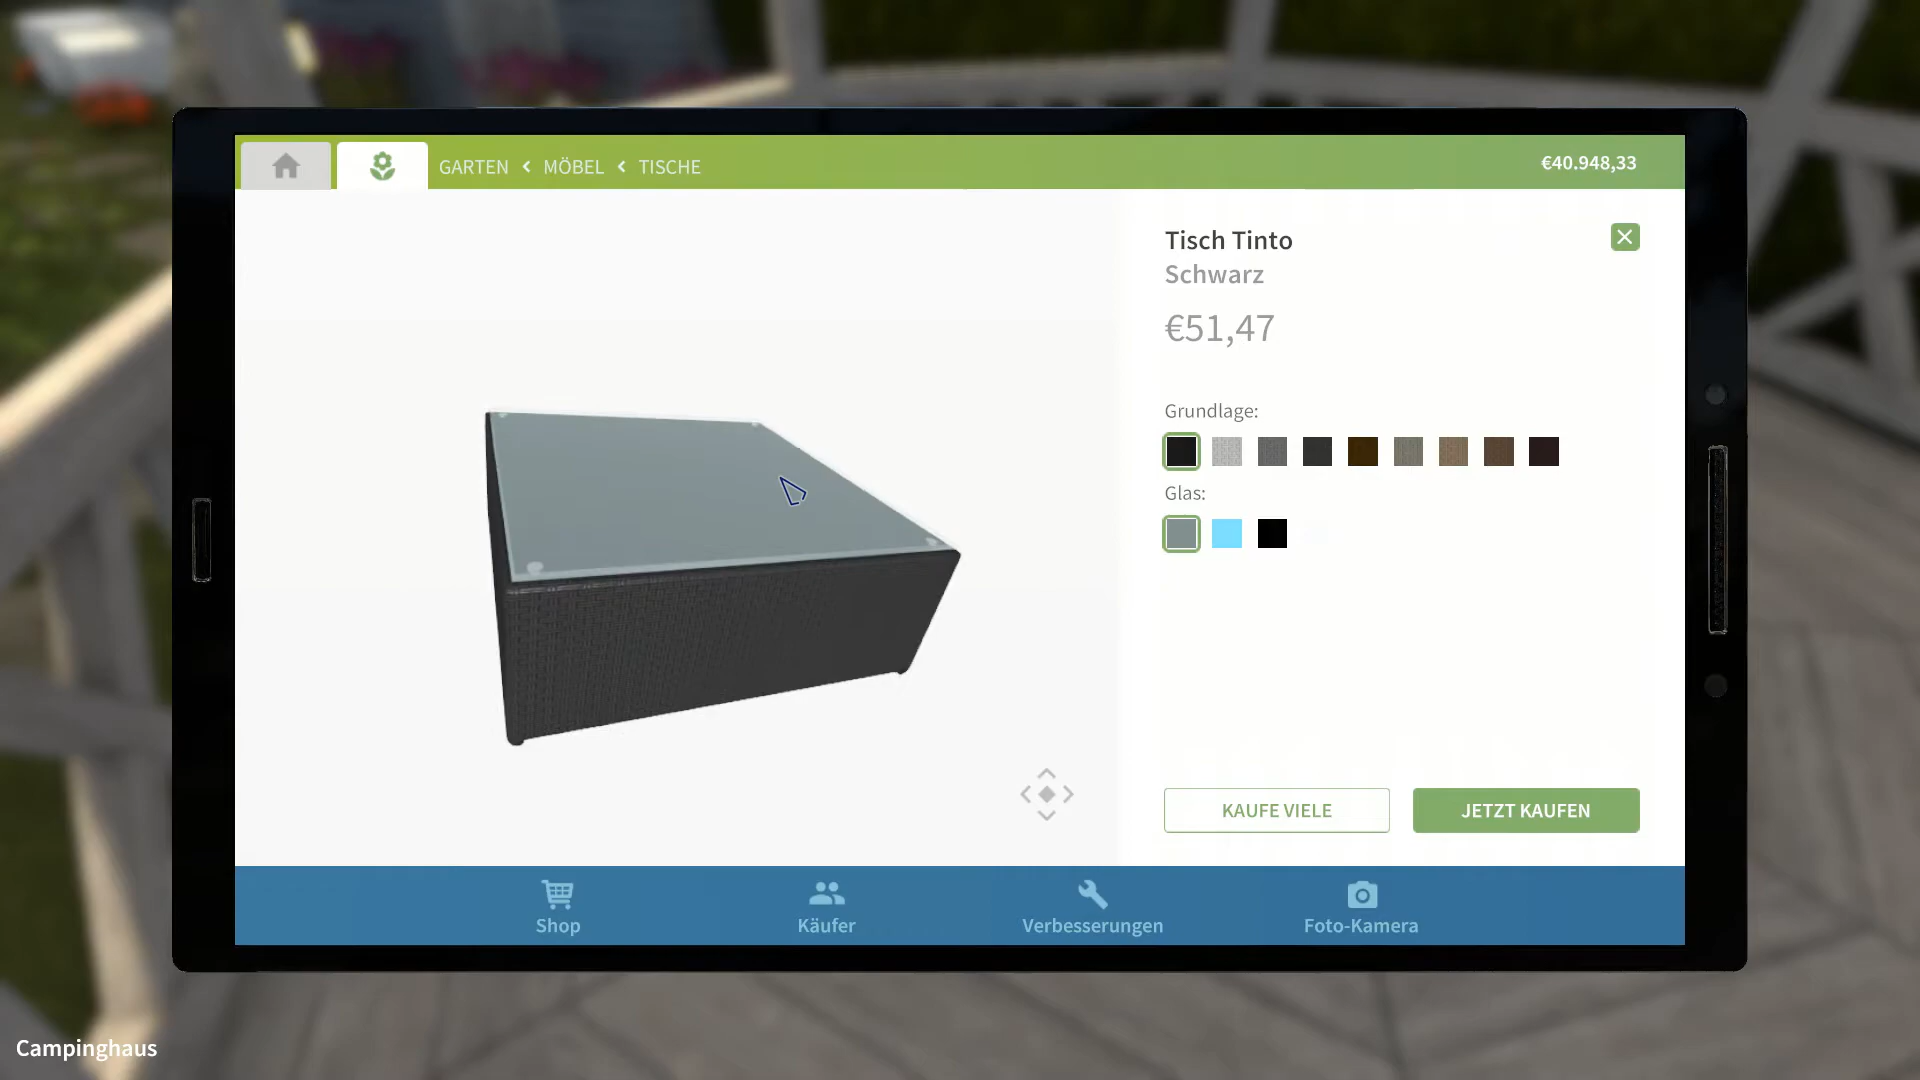 GARTEN < MÖBEL < TISCHE
€40.948,33
Tisch Tinto
Schwarz
€51,47
Grundlage:
Glas:
KAUFE VIELE
JETZT KAUFEN
Shop
Käufer
Verbesserungen
Foto-Kamera
Campinghaus